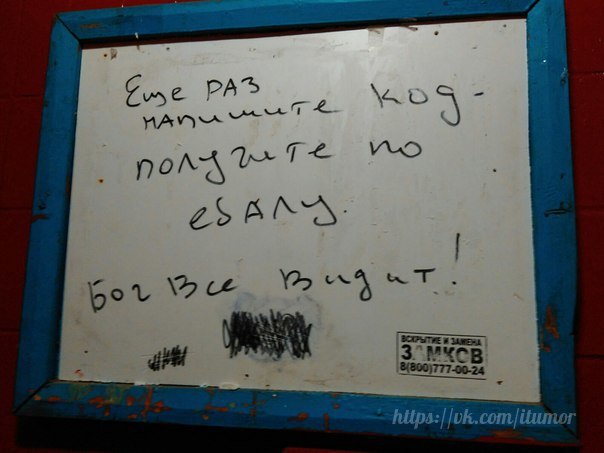 Еще РАЗ
напишите код-
получите по
ебалу.
Бог Все Видит!
ВСКРЫТИЕ И ЗАМЕНА
ЗАМКОВ
8(800)777-00-24
https://vk.com/itumor